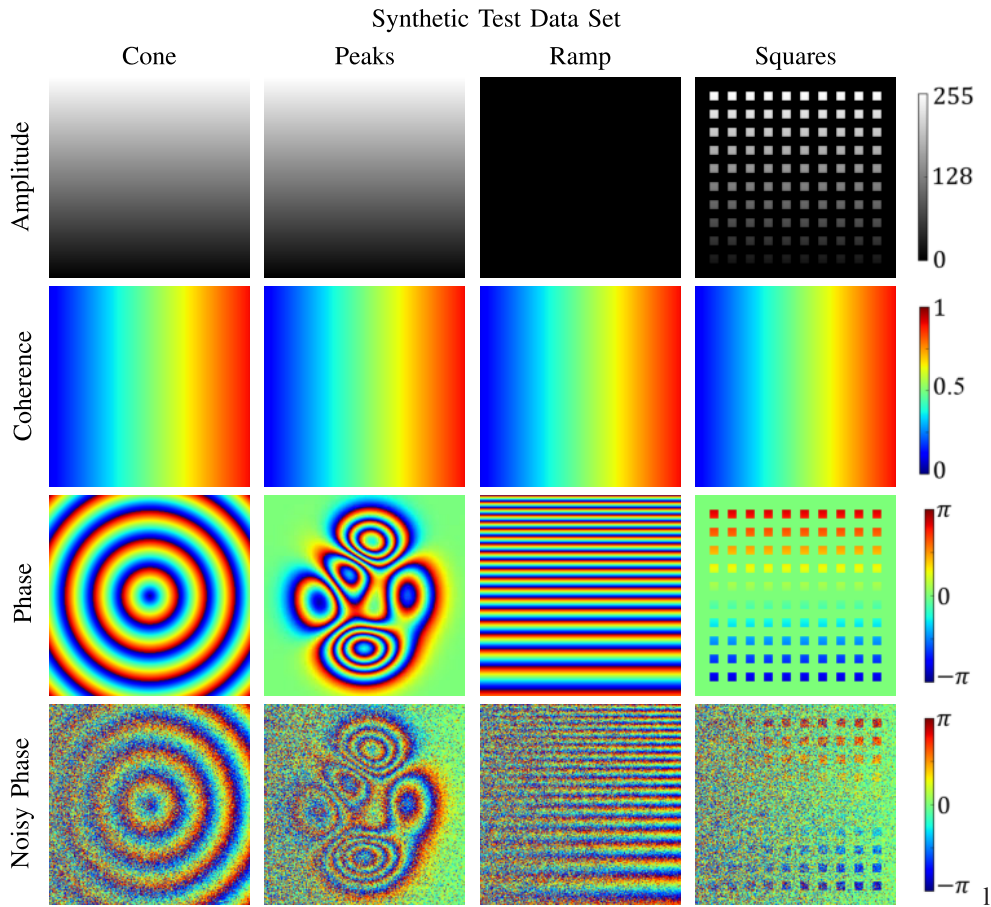 Synthetic Test Data Set
Cone Peaks Ramp Squares
Amplitude
255
128
0
Coherence
1
0.5
0
Phase
π
0
−π
Noisy Phase
π
0
−π
1